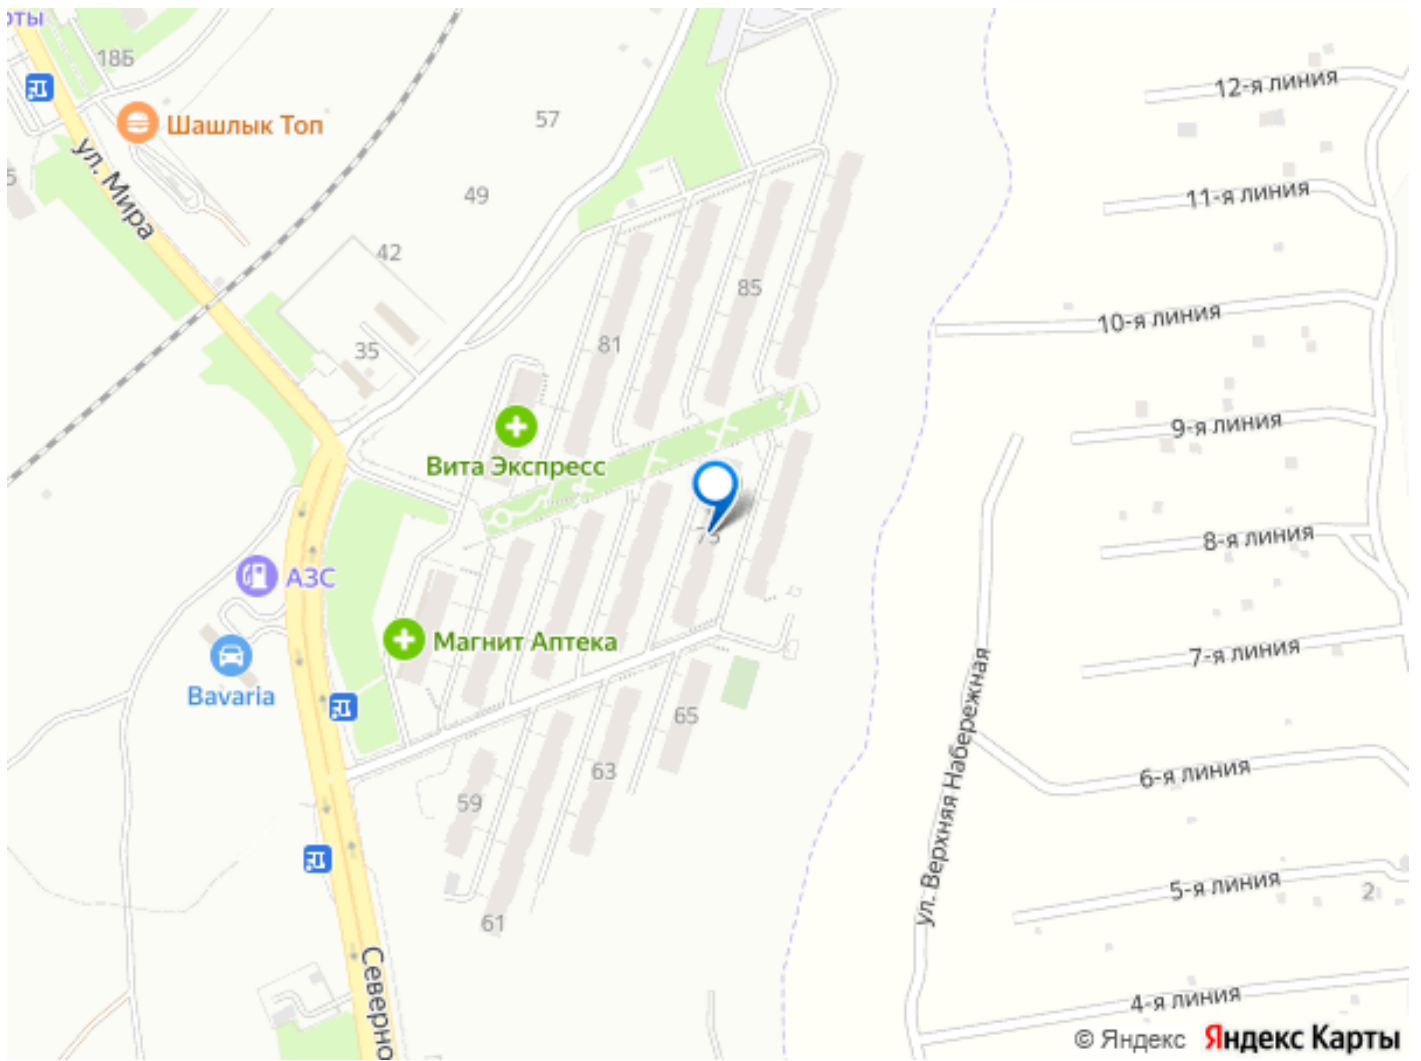 рты
18Б
Шашлык Топ
ул. Мира
5
57
49
42
35
12-я линия
11-я линия
10-я линия
9-я линия
8-я линия
7-я линия
6-я линия
5-я линия
4-я линия
85
81
Вита Экспресс
АЗС
Магнит Аптека
Bavaria
65
63
59
61
ул. Верхняя Набережная
2
Северно
© Яндекс Яндекс Карты